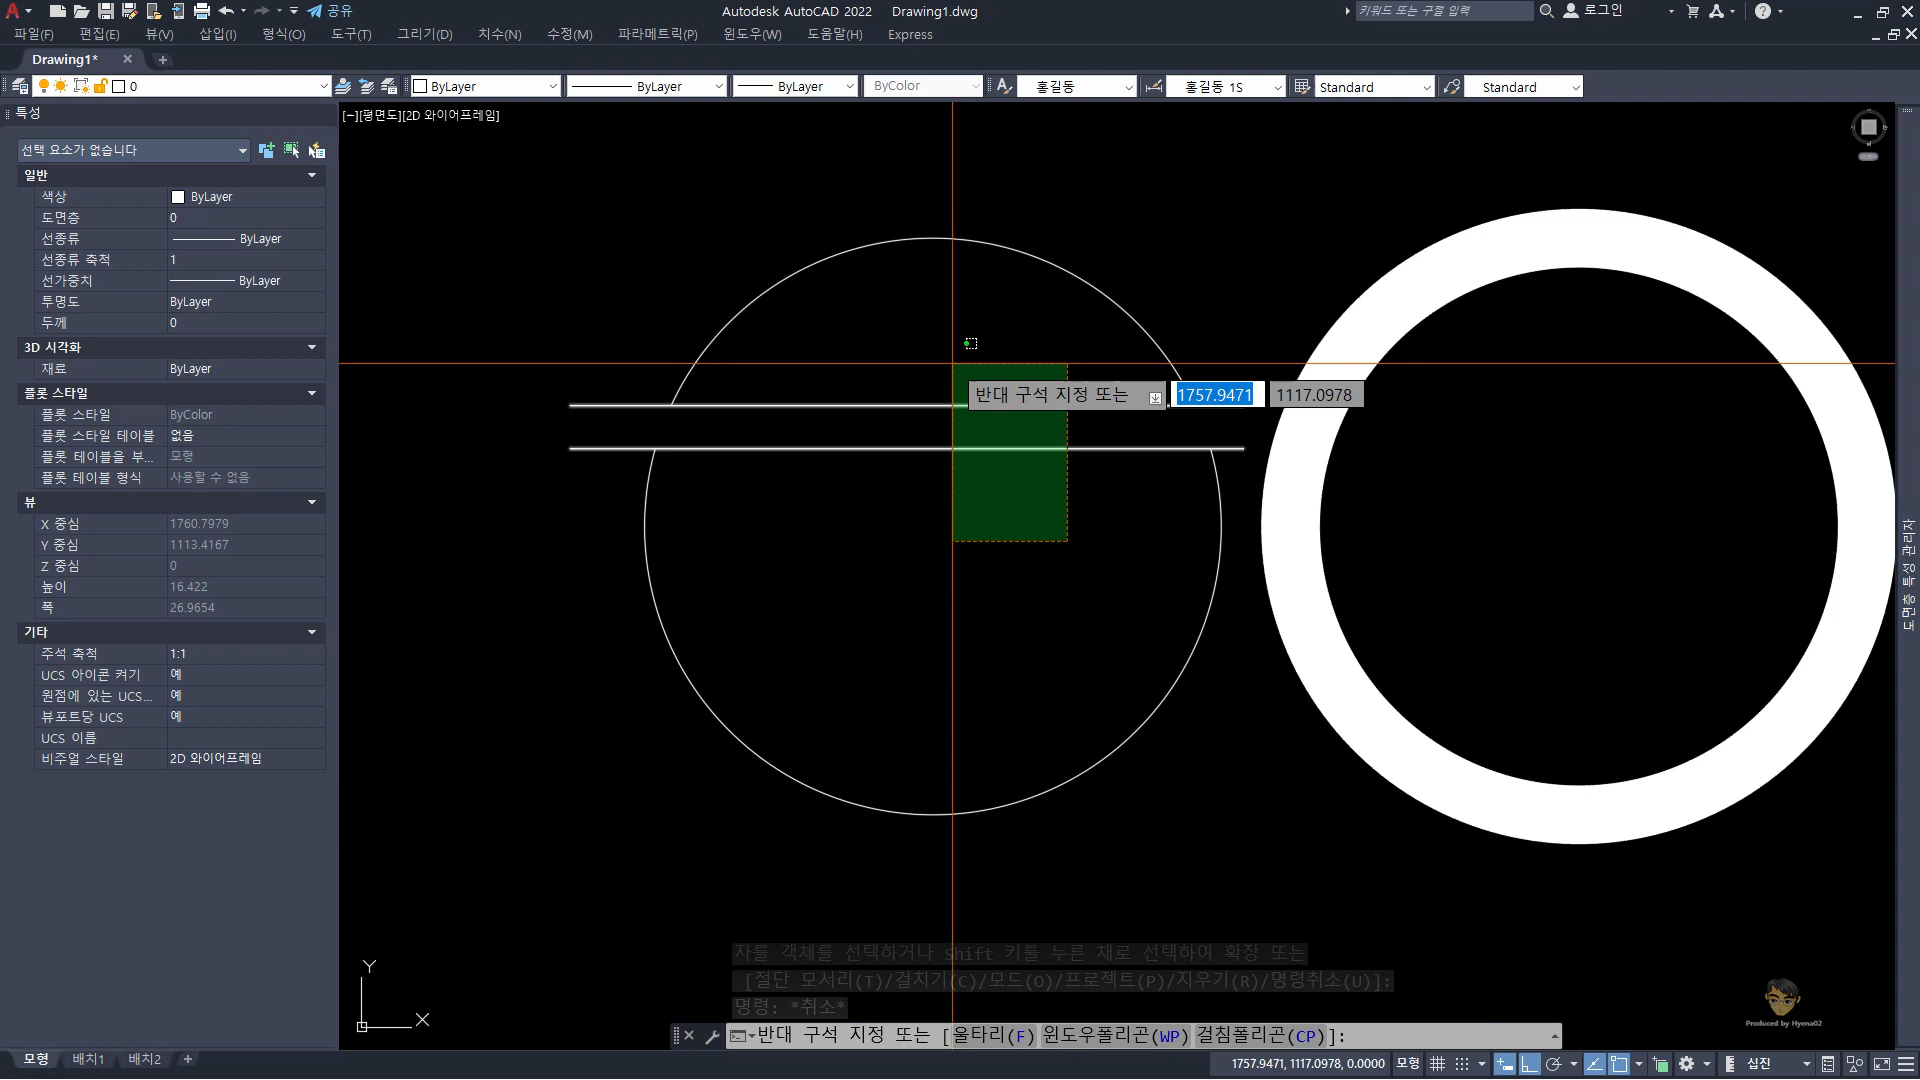 공유
Autodesk AutoCAD 2022 Drawing1.dwg
키워드 또는 구절 입력
로그인
파일(F) 편집(E) 뷰(V) 삽입(I) 형식(O) 도구(T) 그리기(D) 치수(N) 수정(M) 파라메트릭(P) 윈도우(W) 도움말(H) Express
Drawing1*
0 ByLayer ByLayer ByLayer ByColor 홍길동 홍길동 1S Standard Standard
특성
[−][평면도][2D 와이어프레임]
선택 요소가 없습니다
일반
색상 ByLayer
도면층 0
선종류 ByLayer
선종류 축척 1
선가중치 ByLayer
투명도 ByLayer
두께 0
3D 시각화
재료 ByLayer
플롯 스타일
플롯 스타일 ByColor
플롯 스타일 테이블 없음
플롯 테이블을 부... 모형
플롯 테이블 형식 사용할 수 없음
뷰
X 중심 1760.7979
Y 중심 1113.4167
Z 중심 0
높이 16.422
폭 26.9654
기타
주석 축척 1:1
UCS 아이콘 켜기 예
원점에 있는 UCS... 예
뷰포트당 UCS 예
UCS 이름
비주얼 스타일 2D 와이어프레임
반대 구석 지정 또는 1757.9471 1117.0978
도면층 특성 관리자
Y
X
자를 객체를 선택하거나 Shift 키를 누른 채로 선택하여 확장 또는
[절단 모서리(T)/걸치기(C)/모드(O)/프로젝트(P)/지우기(R)/명령취소(U)]:
명령: *취소*
반대 구석 지정 또는 [울타리(F) 윈도우폴리곤(WP) 걸침폴리곤(CP)]:
Produced by Hyena02
모형 배치1 배치2
1757.9471, 1117.0978, 0.0000 모형 십진